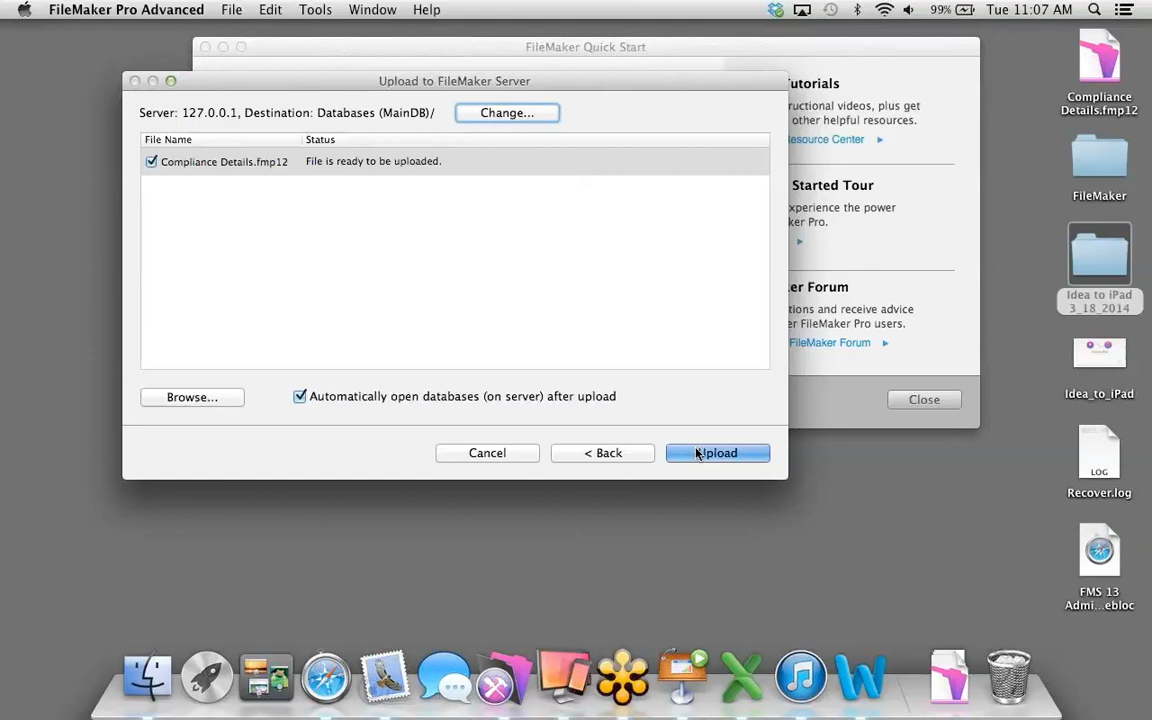 FileMaker Pro Advanced File Edit Tools Window Help 99% Tue 11:07 AM
FileMaker Quick Start
Upload to FileMaker Server
Server: 127.0.0.1, Destination: Databases (MainDB)/ Change...
File Name Status
Compliance Details.fmp12 File is ready to be uploaded.
Browse... Automatically open databases (on server) after upload
Cancel < Back Upload
utorials
ructional videos, plus get
other helpful resources.
Resource Center
Started Tour
xperience the power
ker Pro.
er Forum
tions and receive advice
r FileMaker Pro users.
FileMaker Forum
Close
Compliance
Details.fmp12
FileMaker
Idea to iPad
3_18_2014
Idea_to_iPad
LOG
Recover.log
FMS 13
Admi...ebloc